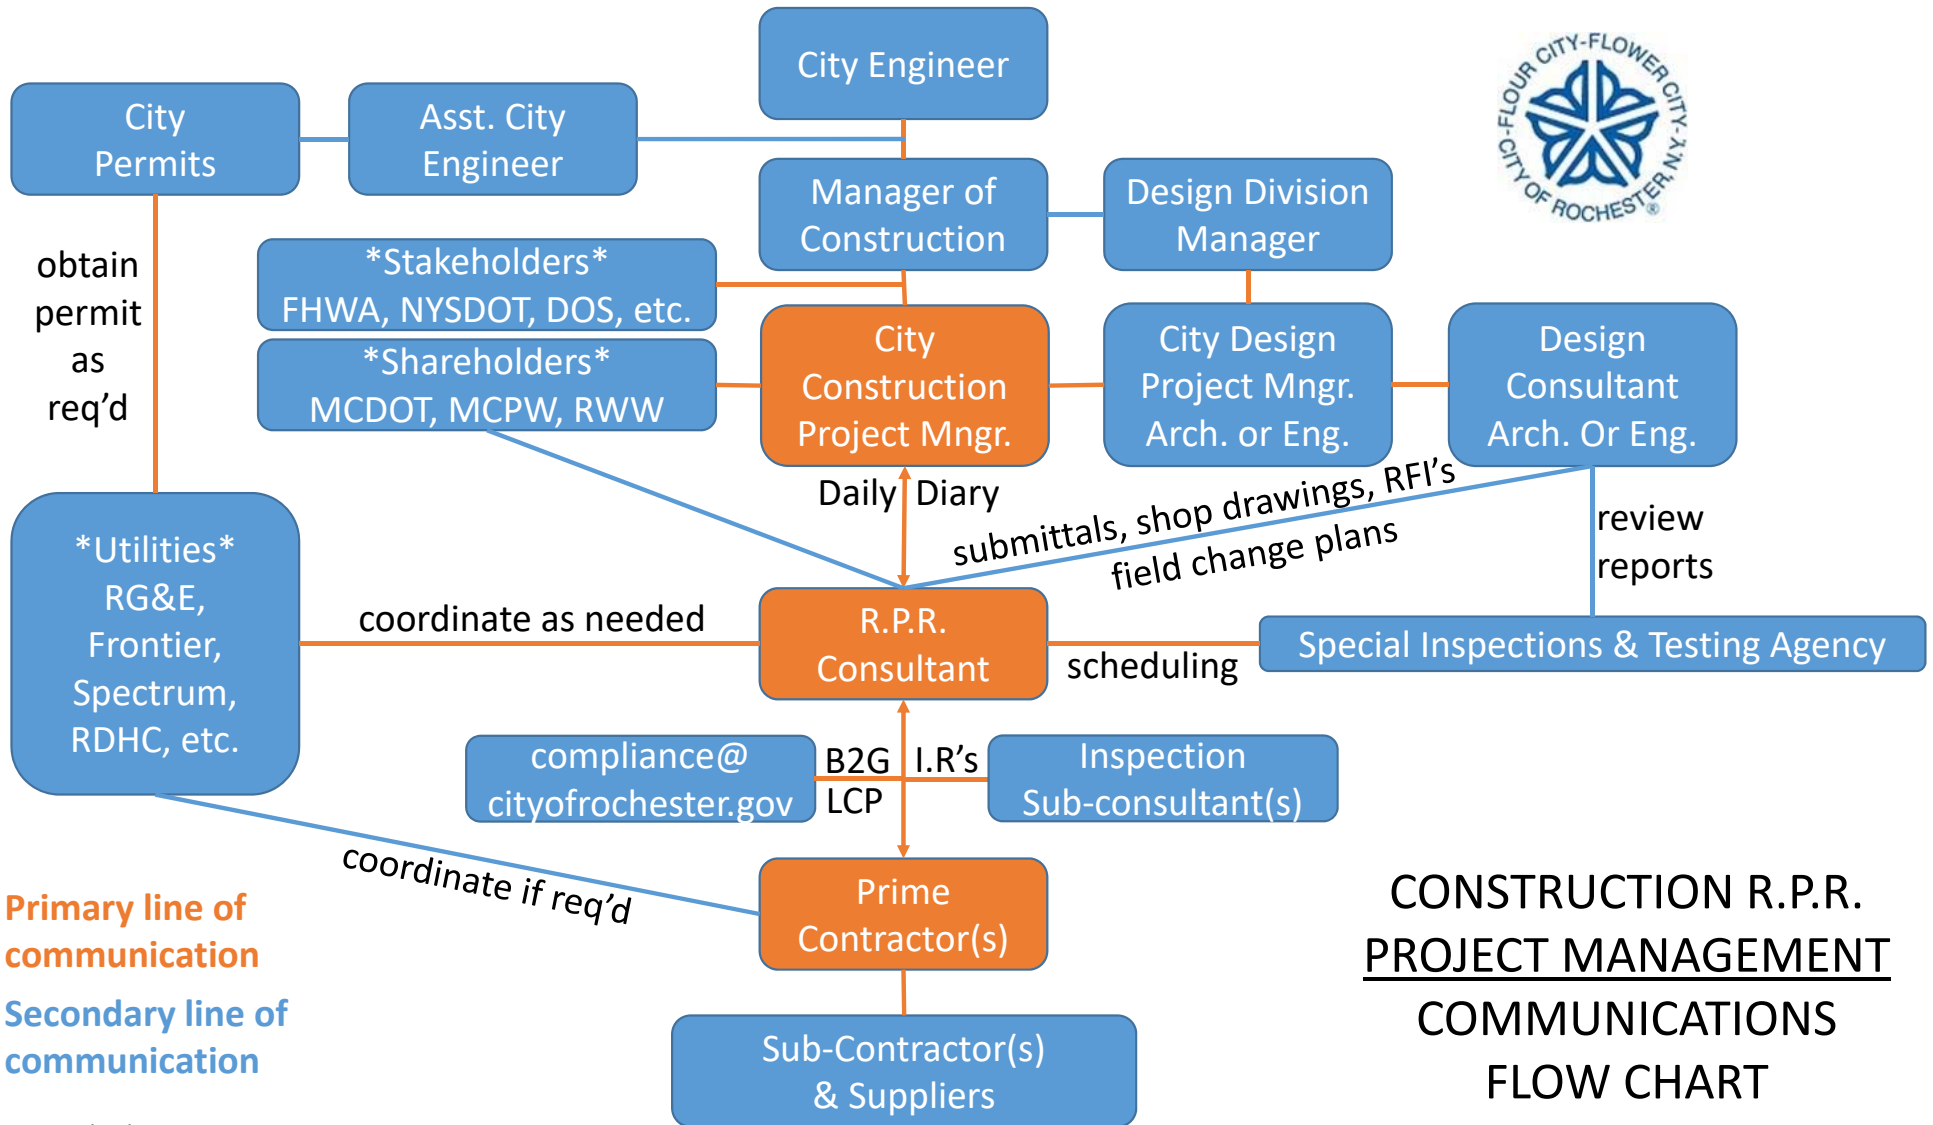 City Engineer
FLOUR CITY-FLOWER CITY-CITY OF ROCHESTER, N.Y.
®
City
Permits
Asst. City
Engineer
Manager of
Construction
Design Division
Manager
obtain
permit
as
req'd
*Stakeholders*
FHWA, NYSDOT, DOS, etc.
*Shareholders*
MCDOT, MCPW, RWW
City
Construction
Project Mngr.
City Design
Project Mngr.
Arch. or Eng.
Design
Consultant
Arch. Or Eng.
Daily Diary
submittals, shop drawings, RFI's
field change plans
review
reports
*Utilities*
RG&E,
Frontier,
Spectrum,
RDHC, etc.
coordinate as needed
R.P.R.
Consultant
scheduling
Special Inspections & Testing Agency
compliance@
cityofrochester.gov
B2G
LCP
I.R's
Inspection
Sub-consultant(s)
coordinate if req'd
Prime
Contractor(s)
Sub-Contractor(s)
& Suppliers
Primary line of
communication
Secondary line of
communication
CONSTRUCTION R.P.R.
PROJECT MANAGEMENT
COMMUNICATIONS
FLOW CHART